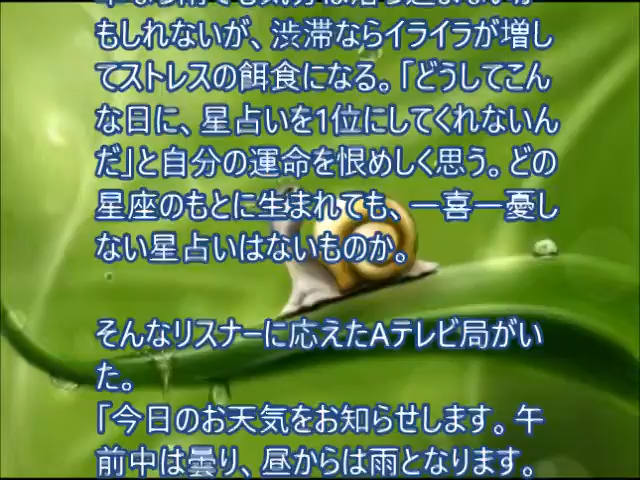 もしれないが、渋滞ならイライラが増し
てストレスの餌食になる。「どうしてこん
な日に、星占いを1位にしてくれないん
だ」と自分の運命を恨めしく思う。どの
星座のもとに生まれても、一喜一憂し
ない星占いはないものか。
そんなリスナーに応えたAテレビ局がい
た。
「今日のお天気をお知らせします。午
前中は曇り、昼からは雨となります。